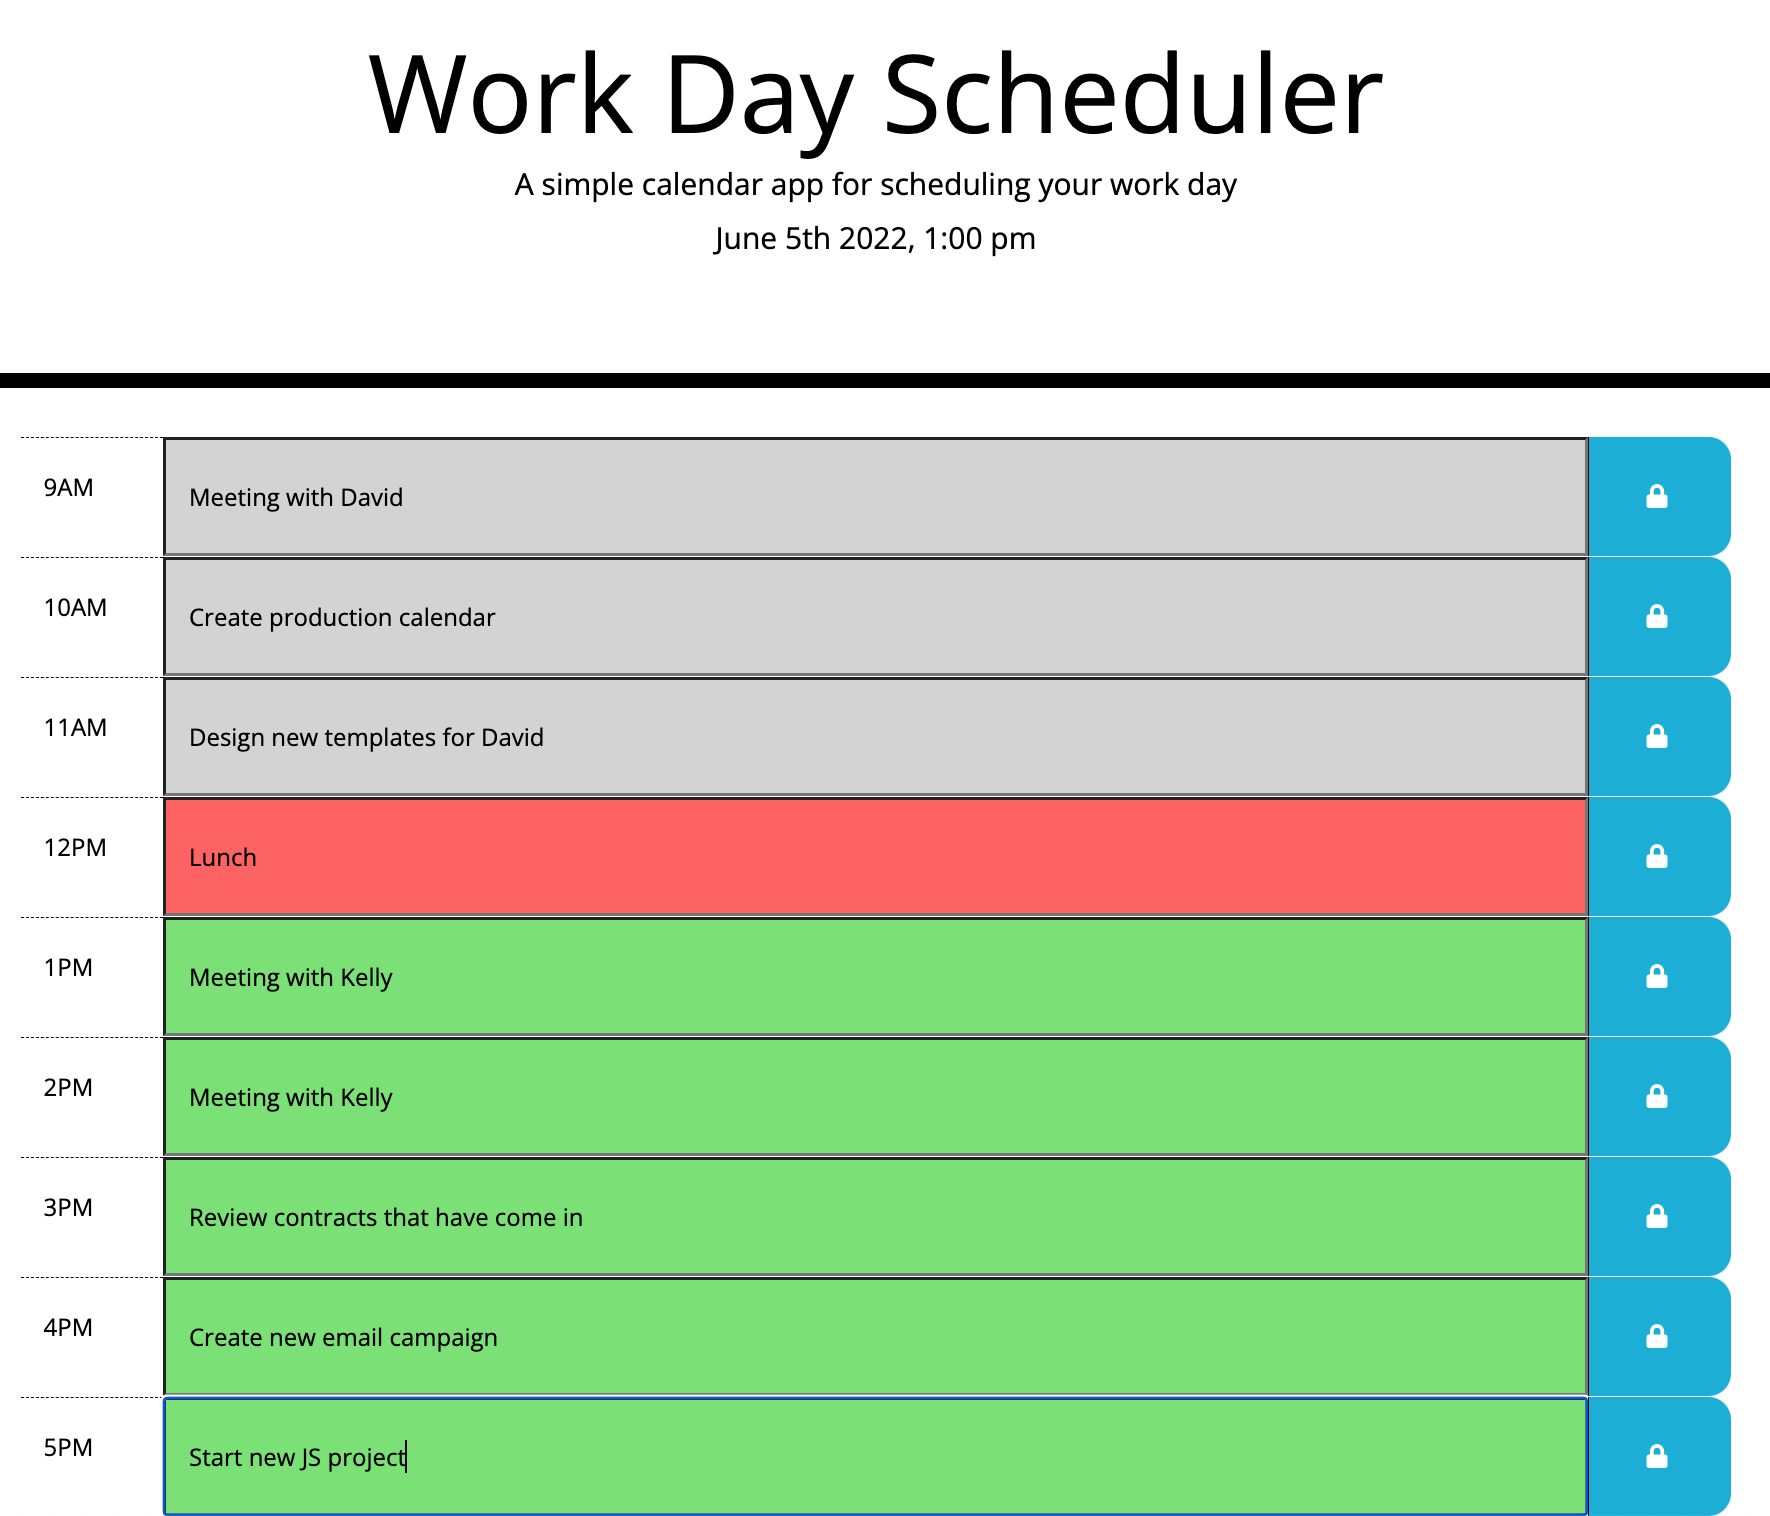 Work Day Scheduler
A simple calendar app for scheduling your work day
June 5th 2022, 1:00 pm
9AM
Meeting with David
10AM
Create production calendar
11AM
Design new templates for David
12PM
Lunch
1PM
Meeting with Kelly
2PM
Meeting with Kelly
3PM
Review contracts that have come in
4PM
Create new email campaign
5PM
Start new JS project